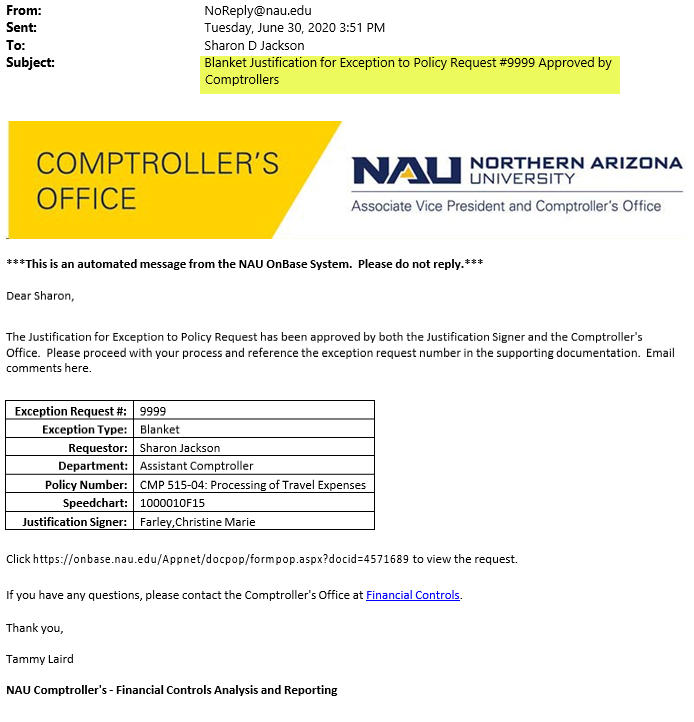 From: NoReply@nau.edu
Sent: Tuesday, June 30, 2020 3:51 PM
To: Sharon D Jackson
Subject: Blanket Justification for Exception to Policy Request #9999 Approved by
Comptrollers
COMPTROLLER'S
OFFICE
NAU NORTHERN ARIZONA
UNIVERSITY
Associate Vice President and Comptroller's Office
***This is an automated message from the NAU OnBase System.  Please do not reply.***
Dear Sharon,
The Justification for Exception to Policy Request has been approved by both the Justification Signer and the Comptroller's
Office.  Please proceed with your process and reference the exception request number in the supporting documentation.  Email
comments here.
Exception Request #: 9999
Exception Type: Blanket
Requestor: Sharon Jackson
Department: Assistant Comptroller
Policy Number: CMP 515-04: Processing of Travel Expenses
Speedchart: 1000010F15
Justification Signer: Farley,Christine Marie
Click https://onbase.nau.edu/Appnet/docpop/formpop.aspx?docid=4571689 to view the request.
If you have any questions, please contact the Comptroller's Office at Financial Controls.
Thank you,
Tammy Laird
NAU Comptroller's - Financial Controls Analysis and Reporting